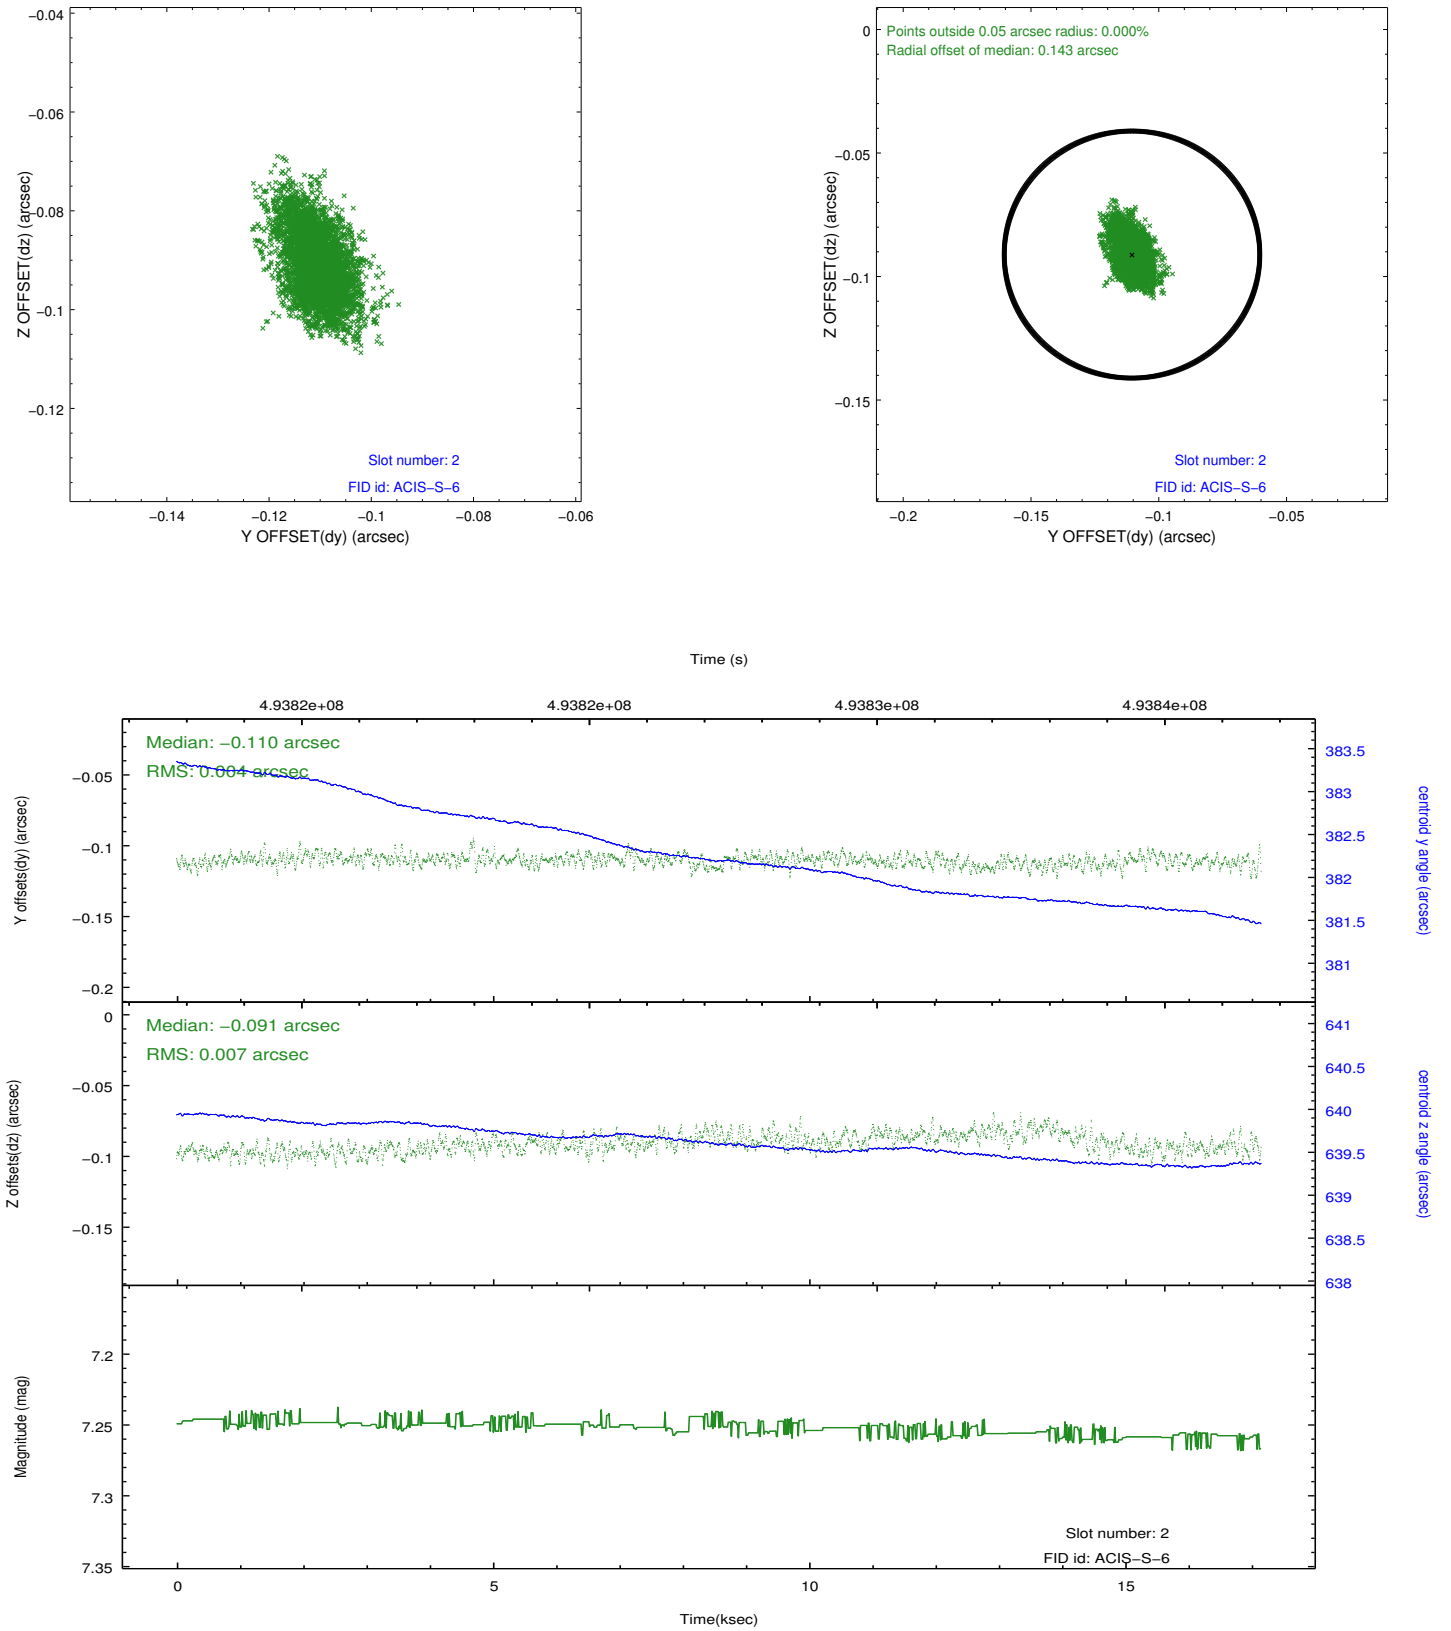 −0.04
−0.06
−0.08
−0.1
−0.12
Z OFFSET(dz) (arcsec)
Slot number: 2
FID id: ACIS−S−6
−0.14
−0.12
−0.1
−0.08
−0.06
Y OFFSET(dy) (arcsec)
Points outside 0.05 arcsec radius: 0.000%
Radial offset of median: 0.143 arcsec
0
−0.05
−0.1
−0.15
Z OFFSET(dz) (arcsec)
Slot number: 2
FID id: ACIS−S−6
−0.2
−0.15
−0.1
−0.05
Y OFFSET(dy) (arcsec)
Time (s)
4.9382e+08
4.9382e+08
4.9383e+08
4.9384e+08
Median: −0.110 arcsec
RMS: 0.004 arcsec
−0.05
−0.1
−0.15
−0.2
Y offsets(dy) (arcsec)
383.5
383
382.5
382
381.5
381
centroid y angle (arcsec)
Median: −0.091 arcsec
RMS: 0.007 arcsec
0
−0.05
−0.1
−0.15
Z offsets(dz) (arcsec)
641
640.5
640
639.5
639
638.5
638
centroid z angle (arcsec)
7.2
7.25
7.3
7.35
Magnitude (mag)
Slot number: 2
FID id: ACIS−S−6
0
5
10
15
Time(ksec)